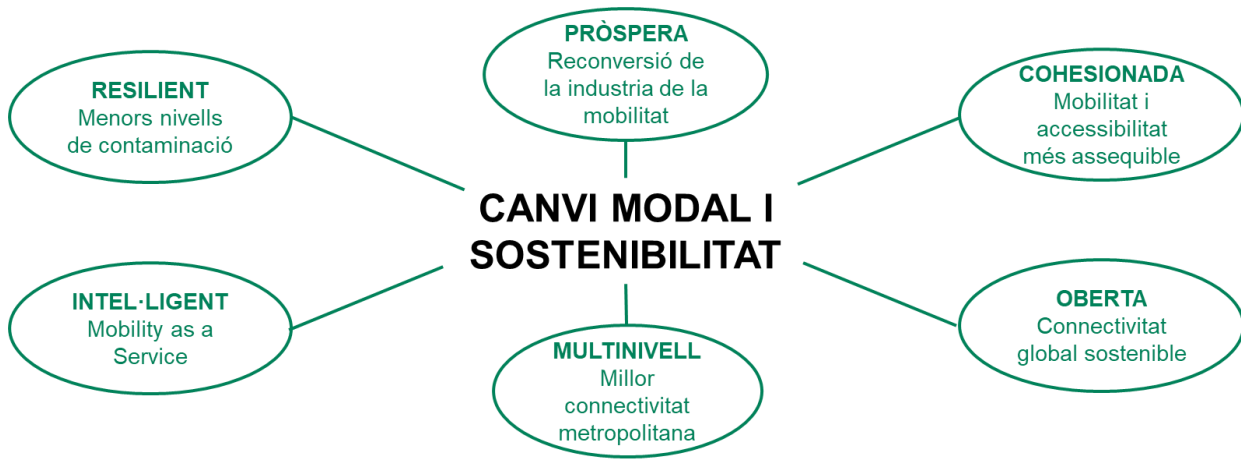 PRÒSPERA
Reconversió de
la industria de la
mobilitat
RESILIENT
Menors nivells
de contaminació
COHESIONADA
Mobilitat i
accessibilitat
més assequible
CANVI MODAL I
SOSTENIBILITAT
INTEL·LIGENT
Mobility as a
Service
MULTINIVELL
Millor
connectivitat
metropolitana
OBERTA
Connectivitat
global sostenible